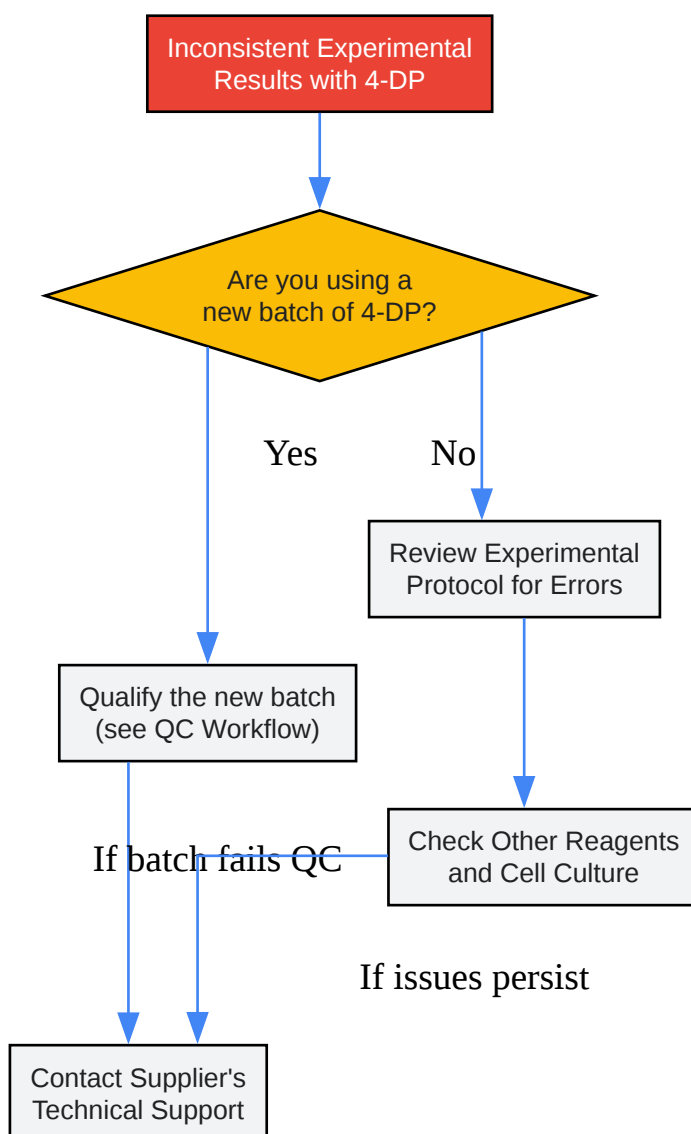 Inconsistent Experimental
Results with 4-DP
Are you using a
new batch of 4-DP?
Yes
No
Review Experimental
Protocol for Errors
Qualify the new batch
(see QC Workflow)
Check Other Reagents
and Cell Culture
If batch fails QC
If issues persist
Contact Supplier's
Technical Support